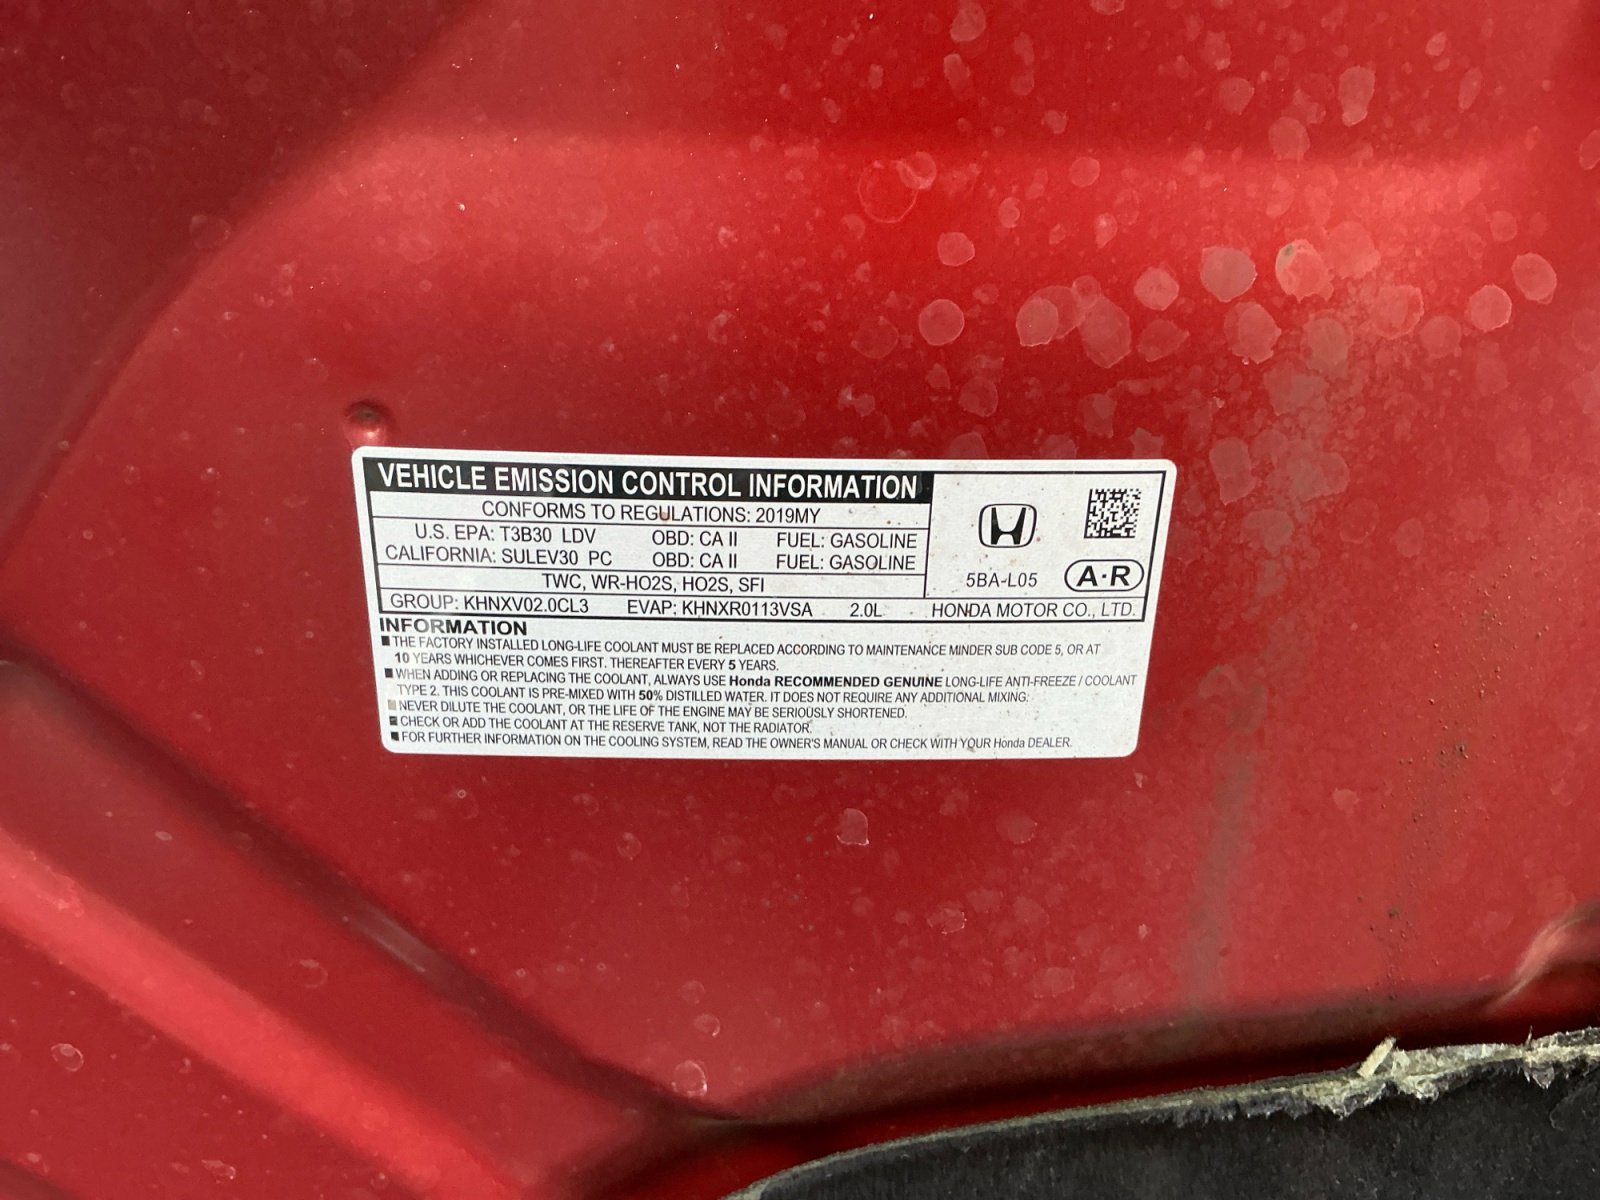 VEHICLE EMISSION CONTROL INFORMATION
CONFORMS TO REGULATIONS: 2019MY
U.S. EPA: T3B30 LDV OBD: CA II FUEL: GASOLINE
CALIFORNIA: SULEV30 PC OBD: CA II FUEL: GASOLINE
TWC, WR-HO2S, HO2S, SFI
5BA-L05 A·R
GROUP: KHNXV02.0CL3 EVAP: KHNXR0113VSA 2.0L HONDA MOTOR CO., LTD.
INFORMATION
■ THE FACTORY INSTALLED LONG-LIFE COOLANT MUST BE REPLACED ACCORDING TO MAINTENANCE MINDER SUB CODE 5, OR AT
10 YEARS WHICHEVER COMES FIRST. THEREAFTER EVERY 5 YEARS.
■ WHEN ADDING OR REPLACING THE COOLANT, ALWAYS USE Honda RECOMMENDED GENUINE LONG-LIFE ANTI-FREEZE / COOLANT
TYPE 2. THIS COOLANT IS PRE-MIXED WITH 50% DISTILLED WATER. IT DOES NOT REQUIRE ANY ADDITIONAL MIXING.
■ NEVER DILUTE THE COOLANT, OR THE LIFE OF THE ENGINE MAY BE SERIOUSLY SHORTENED.
■ CHECK OR ADD THE COOLANT AT THE RESERVE TANK, NOT THE RADIATOR.
■ FOR FURTHER INFORMATION ON THE COOLING SYSTEM, READ THE OWNER'S MANUAL OR CHECK WITH YOUR Honda DEALER.